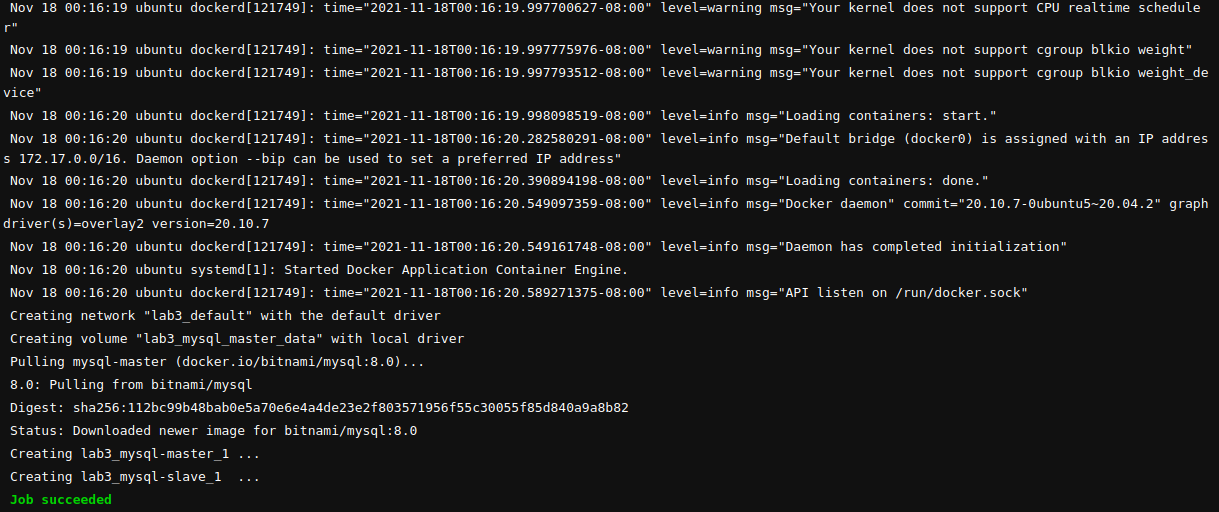 Nov 18 00:16:19 ubuntu dockerd[121749]: time="2021-11-18T00:16:19.997700627-08:00" level=warning msg="Your kernel does not support CPU realtime schedule
r"
Nov 18 00:16:19 ubuntu dockerd[121749]: time="2021-11-18T00:16:19.997775976-08:00" level=warning msg="Your kernel does not support cgroup blkio weight"
Nov 18 00:16:19 ubuntu dockerd[121749]: time="2021-11-18T00:16:19.997793512-08:00" level=warning msg="Your kernel does not support cgroup blkio weight_de
vice"
Nov 18 00:16:20 ubuntu dockerd[121749]: time="2021-11-18T00:16:19.998098519-08:00" level=info msg="Loading containers: start."
Nov 18 00:16:20 ubuntu dockerd[121749]: time="2021-11-18T00:16:20.282580291-08:00" level=info msg="Default bridge (docker0) is assigned with an IP addres
s 172.17.0.0/16. Daemon option --bip can be used to set a preferred IP address"
Nov 18 00:16:20 ubuntu dockerd[121749]: time="2021-11-18T00:16:20.390894198-08:00" level=info msg="Loading containers: done."
Nov 18 00:16:20 ubuntu dockerd[121749]: time="2021-11-18T00:16:20.549097359-08:00" level=info msg="Docker daemon" commit="20.10.7-0ubuntu5~20.04.2" graph
driver(s)=overlay2 version=20.10.7
Nov 18 00:16:20 ubuntu dockerd[121749]: time="2021-11-18T00:16:20.549161748-08:00" level=info msg="Daemon has completed initialization"
Nov 18 00:16:20 ubuntu systemd[1]: Started Docker Application Container Engine.
Nov 18 00:16:20 ubuntu dockerd[121749]: time="2021-11-18T00:16:20.589271375-08:00" level=info msg="API listen on /run/docker.sock"
Creating network "lab3_default" with the default driver
Creating volume "lab3_mysql_master_data" with local driver
Pulling mysql-master (docker.io/bitnami/mysql:8.0)...
8.0: Pulling from bitnami/mysql
Digest: sha256:112bc99b48bab0e5a70e6e4a4de23e2f803571956f55c30055f85d840a9a8b82
Status: Downloaded newer image for bitnami/mysql:8.0
Creating lab3_mysql-master_1 ...
Creating lab3_mysql-slave_1  ...
Job succeeded